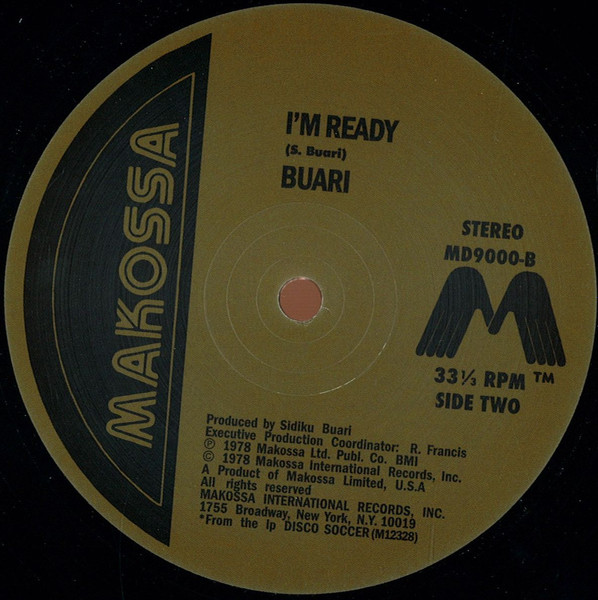 MAKOSSA
I'M READY
(S. Buari)
BUARI
STEREO
MD9000-B
33 1/3 RPM ™
SIDE TWO
Produced by Sidiku Buari
Executive Production Coordinator: R. Francis
℗ 1978 Makossa Ltd. Publ. Co. BMI
© 1978 Makossa International Records, Inc.
A Product of Makossa Limited, U.S.A
All rights reserved
MAKOSSA INTERNATIONAL RECORDS, INC.
1755 Broadway, New York, N.Y. 10019
*From the lp DISCO SOCCER (M12328)